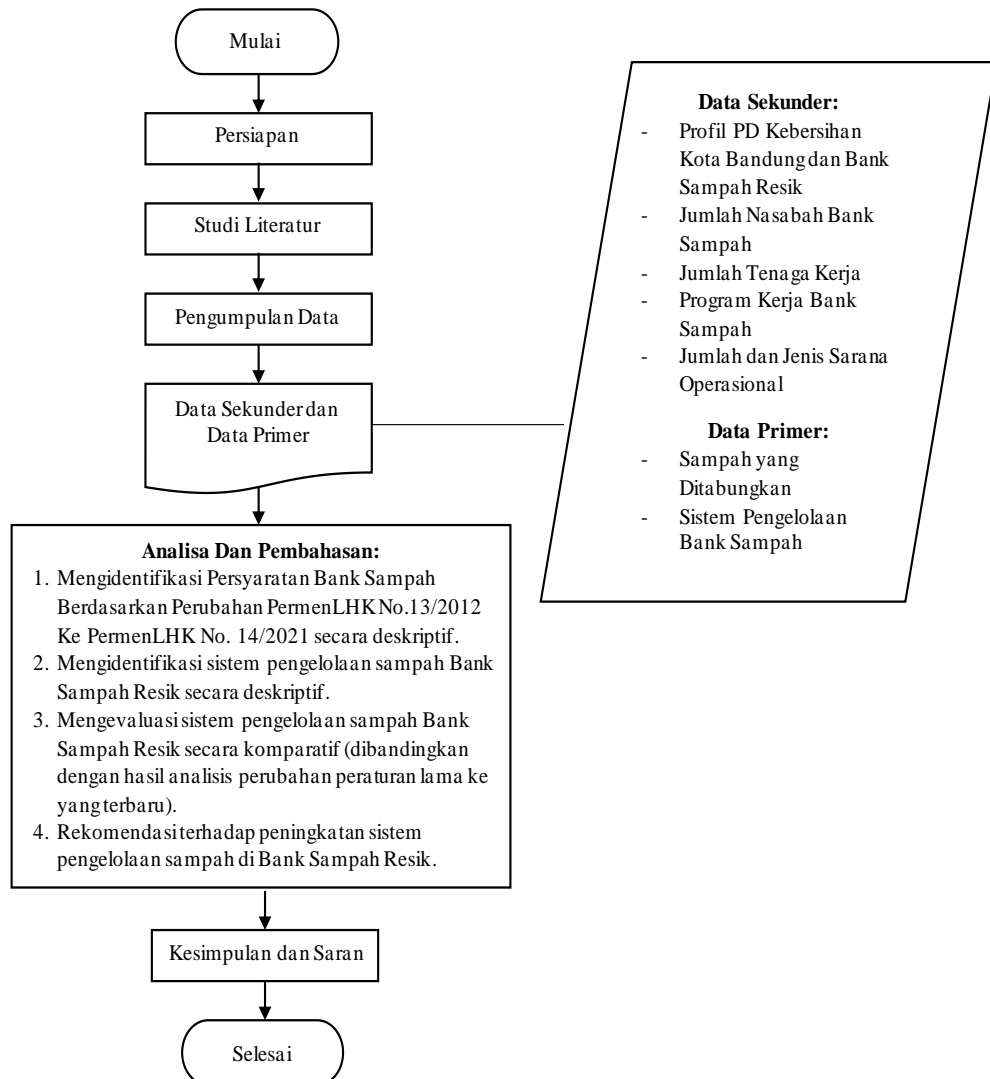 Mulai
Persiapan
Studi Literatur
Pengumpulan Data
Data Sekunder dan
Data Primer
Data Sekunder:
- Profil PD Kebersihan
Kota Bandung dan Bank
Sampah Resik
- Jumlah Nasabah Bank
Sampah
- Jumlah Tenaga Kerja
- Program Kerja Bank
Sampah
- Jumlah dan Jenis Sarana
Operasional
Data Primer:
- Sampah yang
Ditabungkan
- Sistem Pengelolaan
Bank Sampah
Analisa Dan Pembahasan:
1. Mengidentifikasi Persyaratan Bank Sampah
Berdasarkan Perubahan PermenLHK No.13/2012
Ke PermenLHK No. 14/2021 secara deskriptif.
2. Mengidentifikasi sistem pengelolaan sampah Bank
Sampah Resik secara deskriptif.
3. Mengevaluasi sistem pengelolaan sampah Bank
Sampah Resik secara komparatif (dibandingkan
dengan hasil analisis perubahan peraturan lama ke
yang terbaru).
4. Rekomendasi terhadap peningkatan sistem
pengelolaan sampah di Bank Sampah Resik.
Kesimpulan dan Saran
Selesai